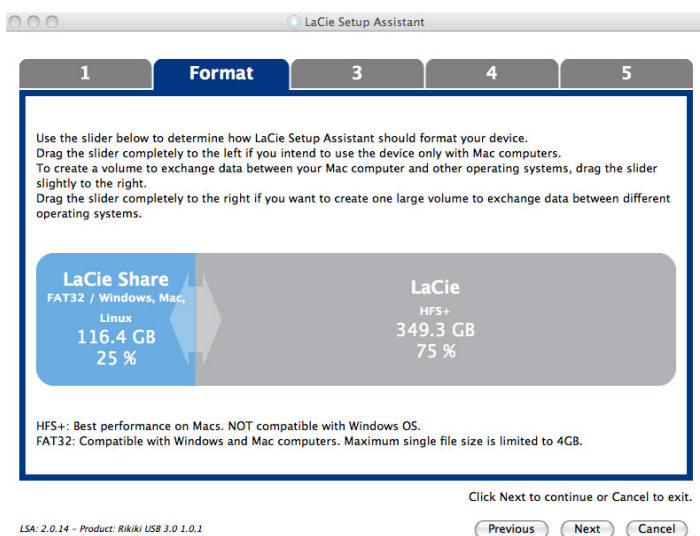 LaCie Setup Assistant
1
Format
3
4
5
Use the slider below to determine how LaCie Setup Assistant should format your device.
Drag the slider completely to the left if you intend to use the device only with Mac computers.
To create a volume to exchange data between your Mac computer and other operating systems, drag the slider
slightly to the right.
Drag the slider completely to the right if you want to create one large volume to exchange data between different
operating systems.
LaCie Share
FAT32 / Windows, Mac,
Linux
116.4 GB
25 %
LaCie
HFS+
349.3 GB
75 %
HFS+: Best performance on Macs. NOT compatible with Windows OS.
FAT32: Compatible with Windows and Mac computers. Maximum single file size is limited to 4GB.
Click Next to continue or Cancel to exit.
LSA: 2.0.14 – Product: Rikiki USB 3.0 1.0.1
Previous
Next
Cancel